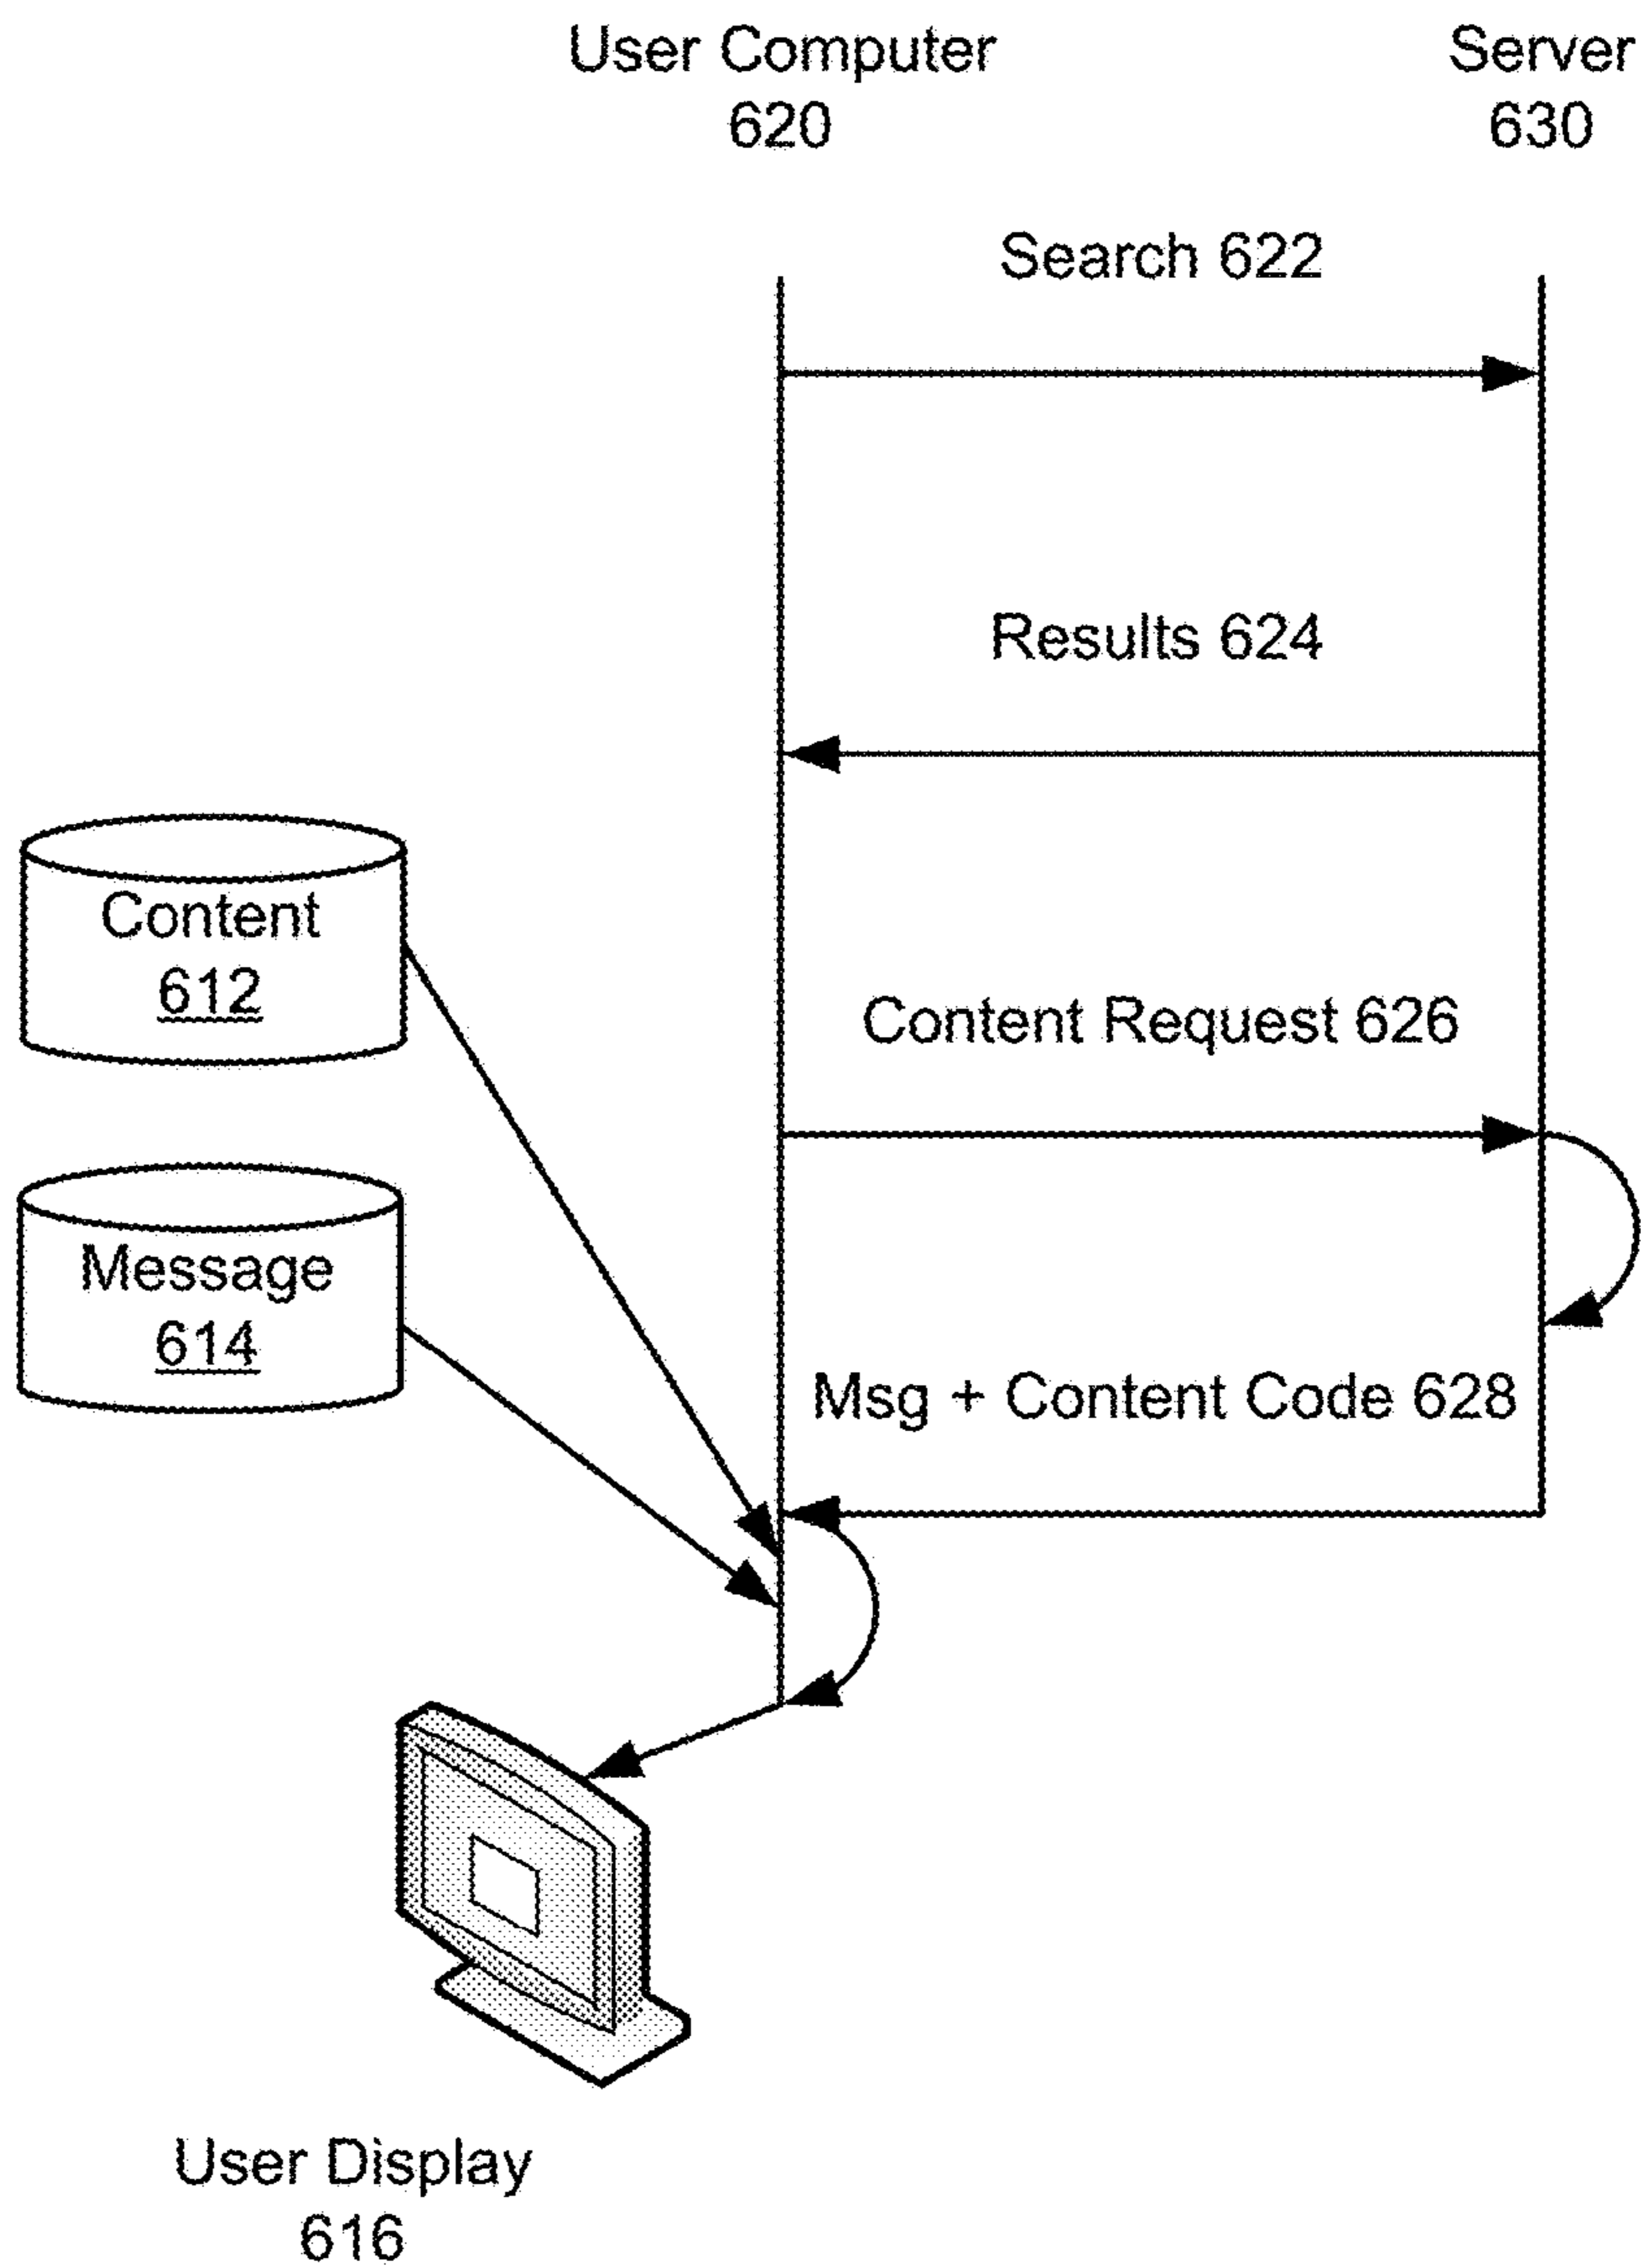 User Computer
620
Server
630
Search 622
Results 624
Content
612
Content Request 626
Message
614
Msg + Content Code 628
User Display
616